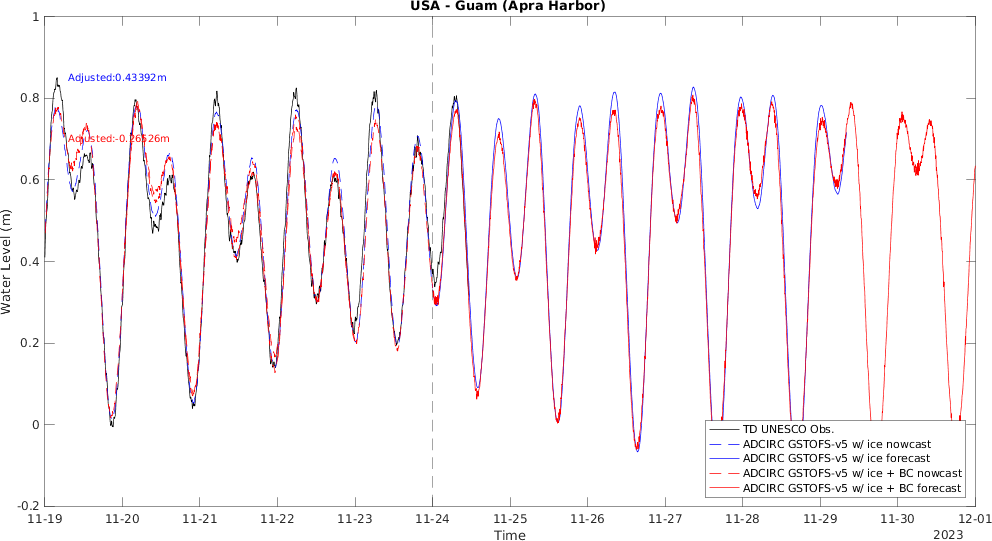 USA - Guam (Apra Harbor)
1
0.8
0.6
0.4
0.2
0
-0.2
Water Level (m)
Adjusted:0.43392m
Adjusted:-0.26526m
TD UNESCO Obs.
ADCIRC GSTOFS-v5 w/ ice nowcast
ADCIRC GSTOFS-v5 w/ ice forecast
ADCIRC GSTOFS-v5 w/ ice + BC nowcast
ADCIRC GSTOFS-v5 w/ ice + BC forecast
11-19 11-20 11-21 11-22 11-23 11-24 11-25 11-26 11-27 11-28 11-29 11-30 12-01
Time
2023